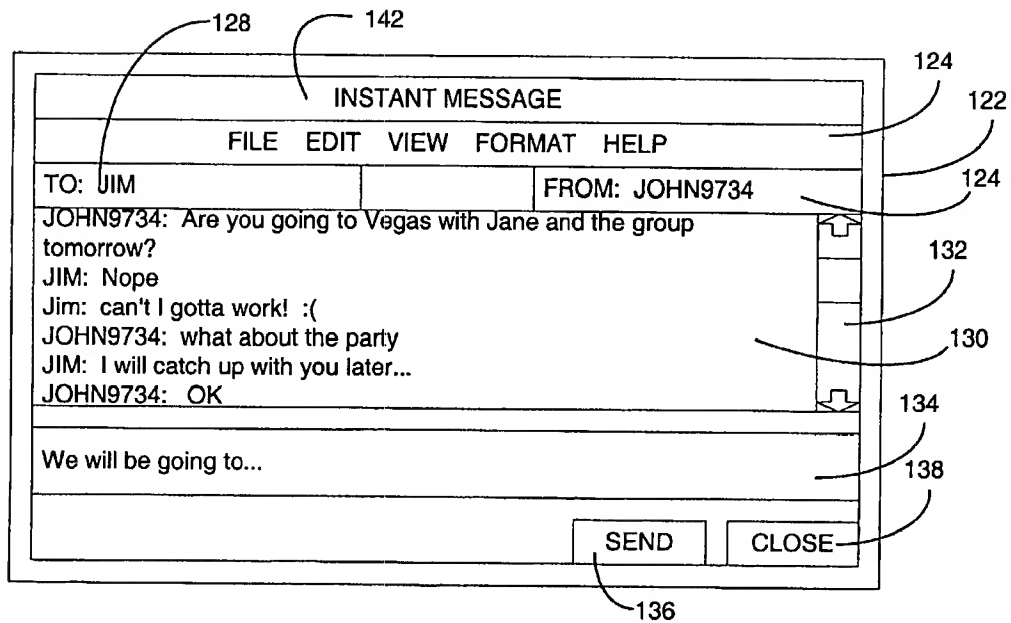 128
142
124
INSTANT MESSAGE
122
FILE EDIT VIEW FORMAT HELP
124
TO: JIM
FROM: JOHN9734
JOHN9734: Are you going to Vegas with Jane and the group
tomorrow?
132
JIM: Nope
Jim: can't I gotta work! :(
JOHN9734: what about the party
130
JIM: I will catch up with you later...
JOHN9734: OK
134
We will be going to...
138
SEND
CLOSE
136